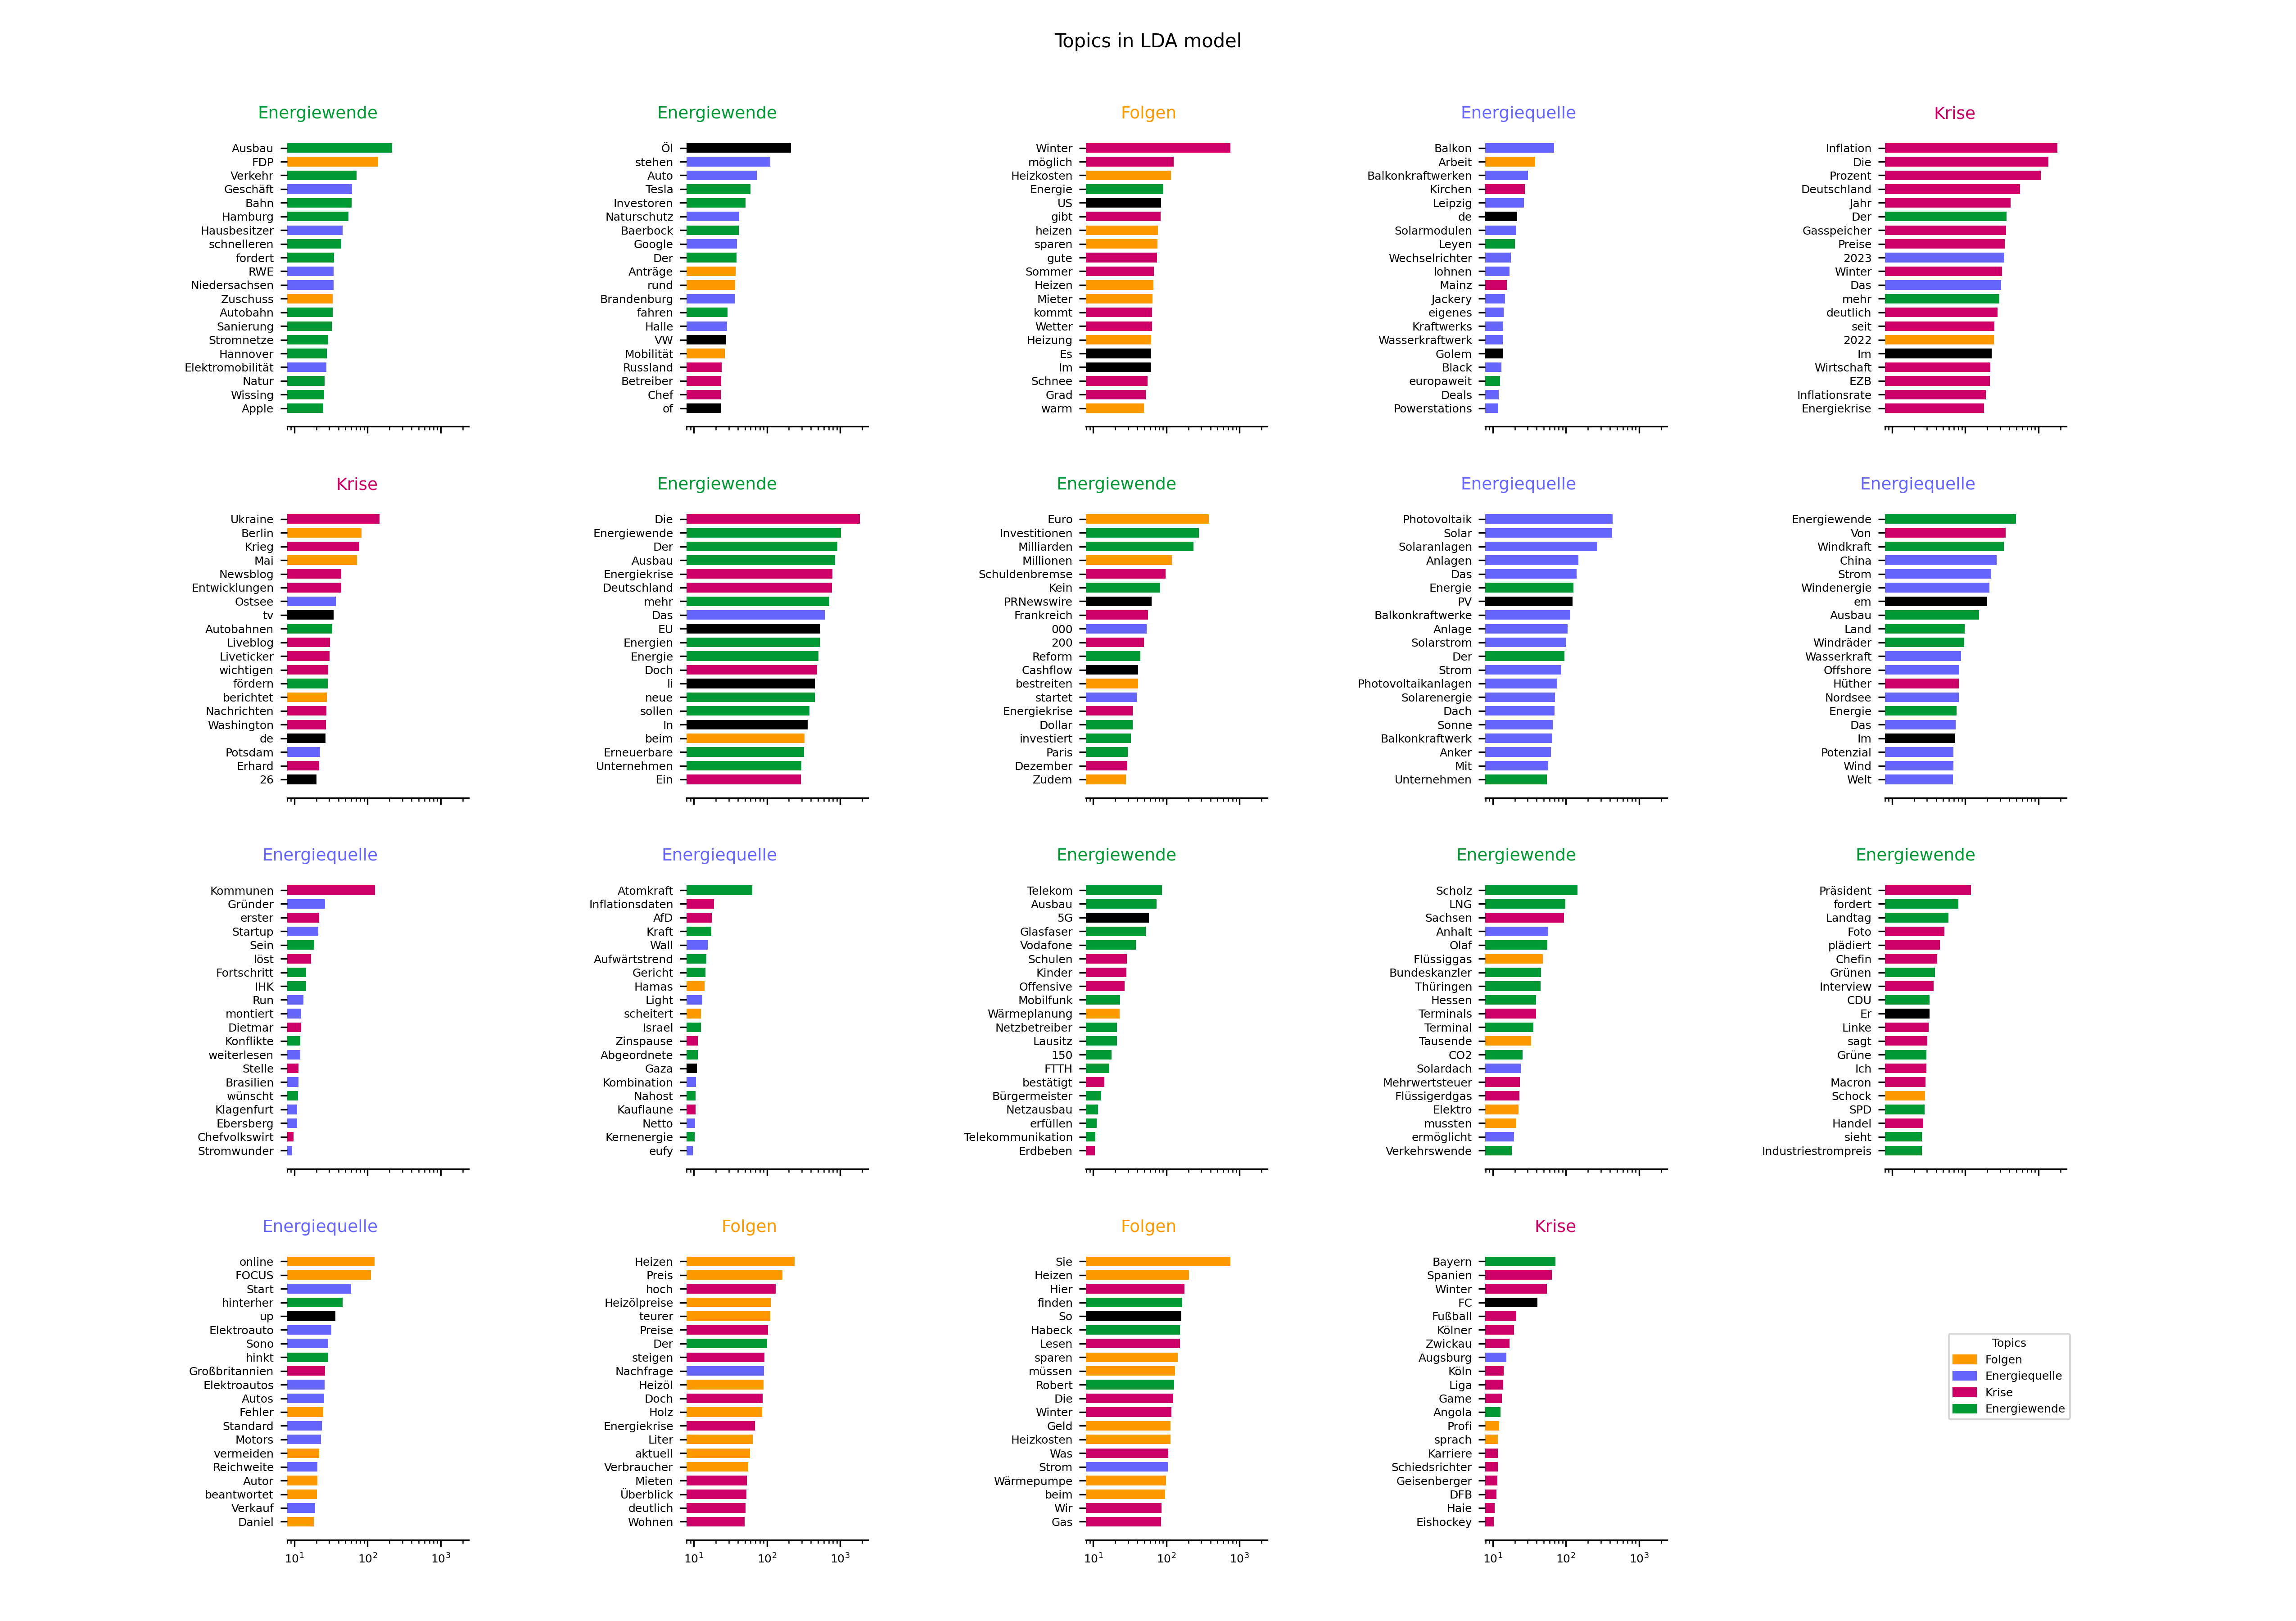 Topics in LDA model
Energiewende
Ausbau
FDP
Verkehr
Geschäft
Bahn
Hamburg
Hausbesitzer
schnelleren
fordert
RWE
Niedersachsen
Zuschuss
Autobahn
Sanierung
Stromnetze
Hannover
Elektromobilität
Natur
Wissing
Apple
Energiewende
Öl
stehen
Auto
Tesla
Investoren
Naturschutz
Baerbock
Google
Der
Anträge
rund
Brandenburg
fahren
Halle
VW
Mobilität
Russland
Betreiber
Chef
of
Folgen
Winter
möglich
Heizkosten
Energie
US
gibt
heizen
sparen
gute
Sommer
Heizen
Mieter
kommt
Wetter
Heizung
Es
Im
Schnee
Grad
warm
Energiequelle
Balkon
Arbeit
Balkonkraftwerken
Kirchen
Leipzig
de
Solarmodulen
Leyen
Wechselrichter
lohnen
Mainz
Jackery
eigenes
Kraftwerks
Wasserkraftwerk
Golem
Black
europaweit
Deals
Powerstations
Krise
Inflation
Die
Prozent
Deutschland
Jahr
Der
Gasspeicher
Preise
2023
Winter
Das
mehr
deutlich
seit
2022
Im
Wirtschaft
EZB
Inflationsrate
Energiekrise
Krise
Ukraine
Berlin
Krieg
Mai
Newsblog
Entwicklungen
Ostsee
tv
Autobahnen
Liveblog
Liveticker
wichtigen
fördern
berichtet
Nachrichten
Washington
de
Potsdam
Erhard
26
Energiewende
Die
Energiewende
Der
Ausbau
Energiekrise
Deutschland
mehr
Das
EU
Energien
Energie
Doch
li
neue
sollen
In
beim
Erneuerbare
Unternehmen
Ein
Energiewende
Euro
Investitionen
Milliarden
Millionen
Schuldenbremse
Kein
PRNewswire
Frankreich
000
200
Reform
Cashflow
bestreiten
startet
Energiekrise
Dollar
investiert
Paris
Dezember
Zudem
Energiequelle
Photovoltaik
Solar
Solaranlagen
Anlagen
Das
Energie
PV
Balkonkraftwerke
Anlage
Solarstrom
Der
Strom
Photovoltaikanlagen
Solarenergie
Dach
Sonne
Balkonkraftwerk
Anker
Mit
Unternehmen
Energiequelle
Energiewende
Von
Windkraft
China
Strom
Windenergie
em
Ausbau
Land
Windräder
Wasserkraft
Offshore
Hüther
Nordsee
Energie
Das
Im
Potenzial
Wind
Welt
Energiequelle
Kommunen
Gründer
erster
Startup
Sein
löst
Fortschritt
IHK
Run
montiert
Dietmar
Konflikte
weiterlesen
Stelle
Brasilien
wünscht
Klagenfurt
Ebersberg
Chefvolkswirt
Stromwunder
Energiequelle
Atomkraft
Inflationsdaten
AfD
Kraft
Wall
Aufwärtstrend
Gericht
Hamas
Light
scheitert
Israel
Zinspause
Abgeordnete
Gaza
Kombination
Nahost
Kauflaune
Netto
Kernenergie
eufy
Energiewende
Telekom
Ausbau
5G
Glasfaser
Vodafone
Schulen
Kinder
Offensive
Mobilfunk
Wärmeplanung
Netzbetreiber
Lausitz
150
FTTH
bestätigt
Bürgermeister
Netzausbau
erfüllen
Telekommunikation
Erdbeben
Energiewende
Scholz
LNG
Sachsen
Anhalt
Olaf
Flüssiggas
Bundeskanzler
Thüringen
Hessen
Terminals
Terminal
Tausende
CO2
Solardach
Mehrwertsteuer
Flüssigerdgas
Elektro
mussten
ermöglicht
Verkehrswende
Energiewende
Präsident
fordert
Landtag
Foto
plädiert
Chefin
Grünen
Interview
CDU
Er
Linke
sagt
Grüne
Ich
Macron
Schock
SPD
Handel
sieht
Industriestrompreis
Energiequelle
online
FOCUS
Start
hinterher
up
Elektroauto
Sono
hinkt
Großbritannien
Elektroautos
Autos
Fehler
Standard
Motors
vermeiden
Reichweite
Autor
beantwortet
Verkauf
Daniel
10¹ 10² 10³
Folgen
Heizen
Preis
hoch
Heizölpreise
teurer
Preise
Der
steigen
Nachfrage
Heizöl
Doch
Holz
Energiekrise
Liter
aktuell
Verbraucher
Mieten
Überblick
deutlich
Wohnen
10¹ 10² 10³
Folgen
Sie
Heizen
Hier
finden
So
Habeck
Lesen
sparen
müssen
Robert
Die
Winter
Geld
Heizkosten
Was
Strom
Wärmepumpe
beim
Wir
Gas
10¹ 10² 10³
Krise
Bayern
Spanien
Winter
FC
Fußball
Kölner
Zwickau
Augsburg
Köln
Liga
Game
Angola
Profi
sprach
Karriere
Schiedsrichter
Geisenberger
DFB
Haie
Eishockey
10¹ 10² 10³
Topics
Folgen
Energiequelle
Krise
Energiewende